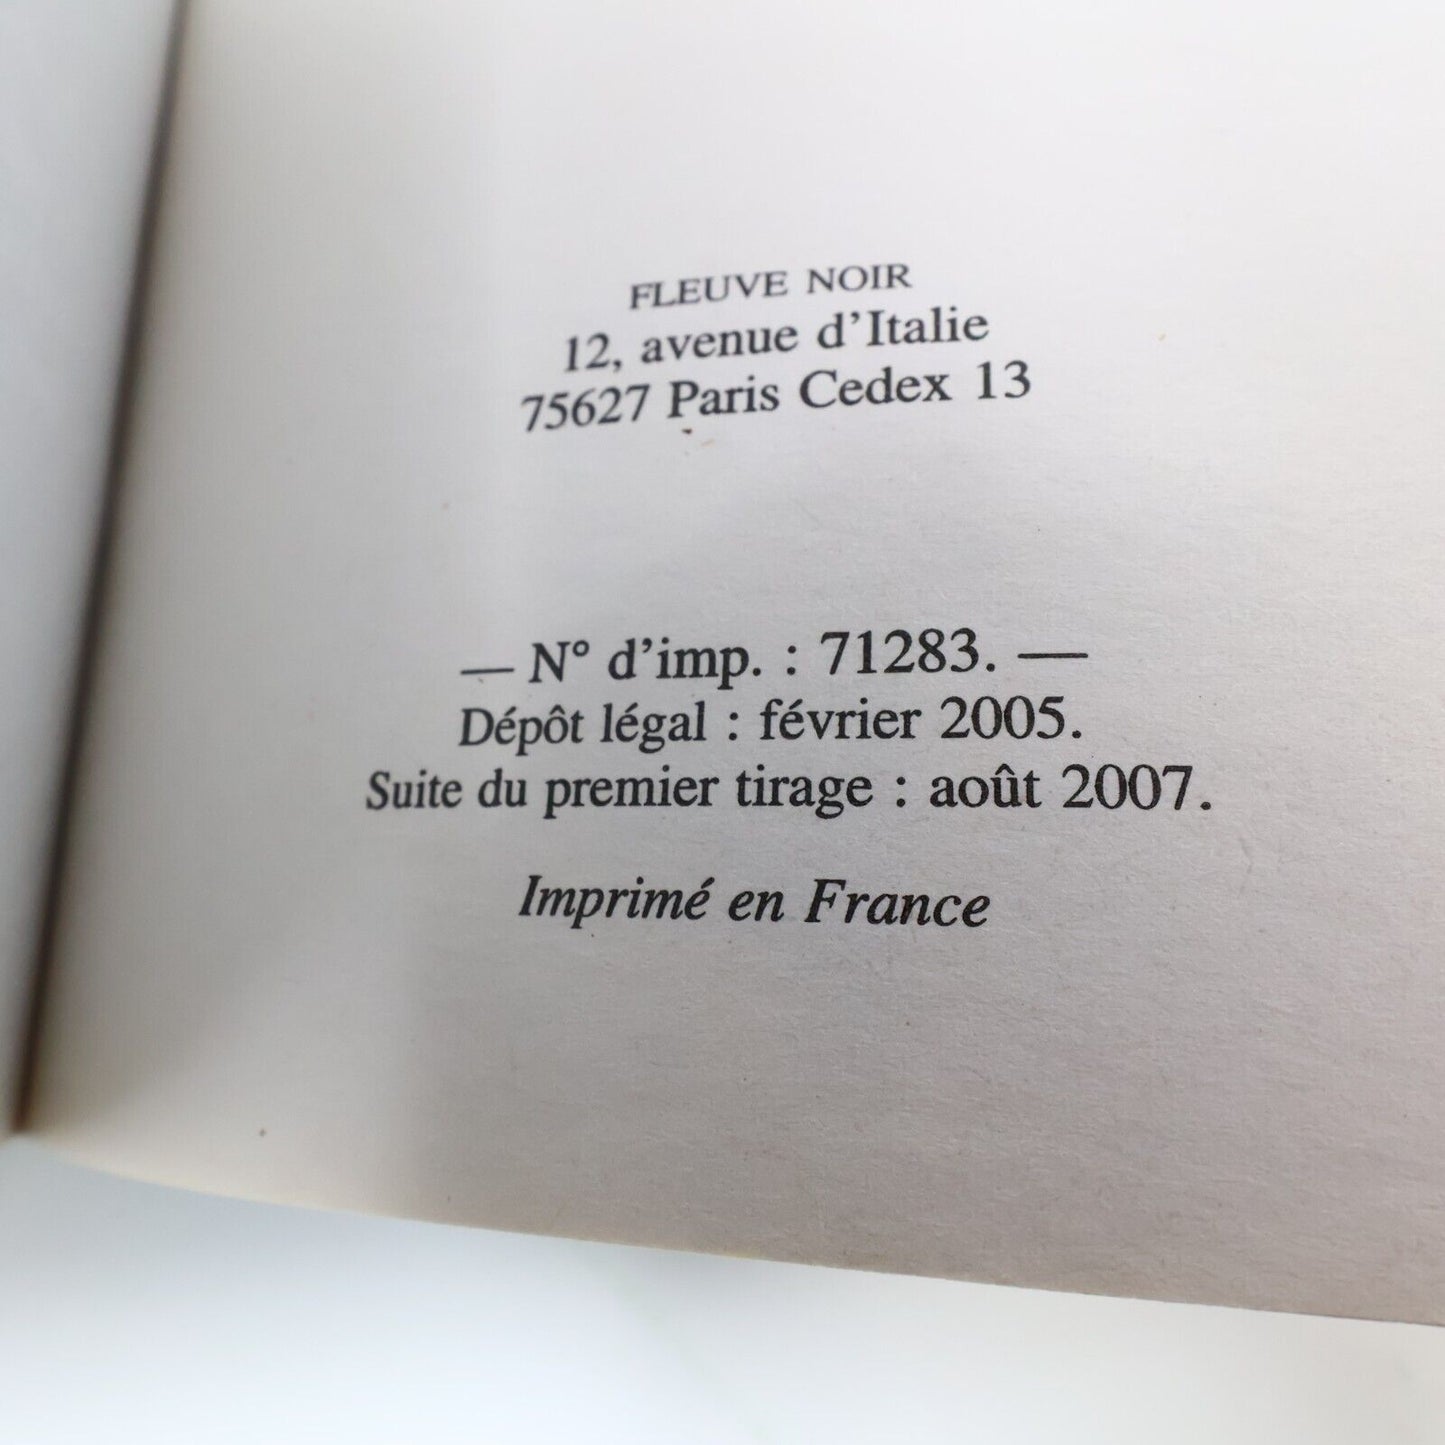 FLEUVE NOIR
12, avenue d'Italie
75627 Paris Cedex 13
— N° d'imp. : 71283. —
Dépôt légal : février 2005.
Suite du premier tirage : août 2007.
Imprimé en France